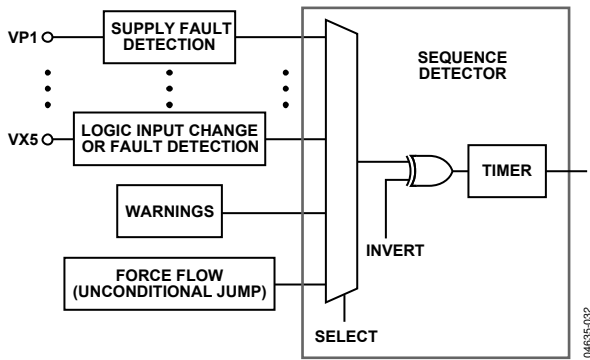 VP1
SUPPLY FAULT
DETECTION
SEQUENCE
DETECTOR
VX5
LOGIC INPUT CHANGE
OR FAULT DETECTION
WARNINGS
FORCE FLOW
(UNCONDITIONAL JUMP)
INVERT
TIMER
SELECT
04635-032